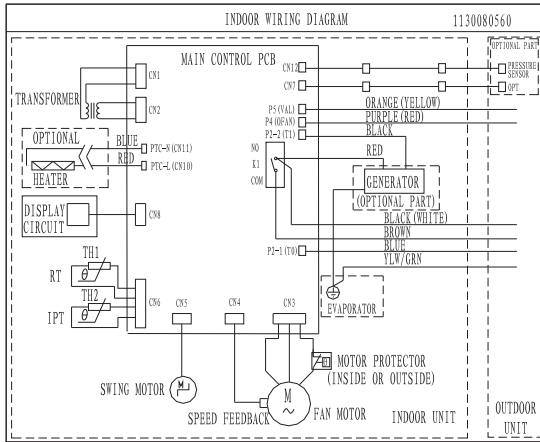 INDOOR WIRING DIAGRAM 1130080560
OPTIONAL PART
MAIN CONTROL PCB
CN12
PRESSURE
SENSOR
CN1
CN7
OPT
TRANSFORMER
CN2
P5(VAL)
ORANGE(YELLOW)
P4(OFAN)
PURPLE(RED)
P2-2(T1)
BLACK
OPTIONAL
BLUE
PTC-N(CN11)
RED
PTC-L(CN10)
HEATER
NO
K1
COM
RED
GENERATOR
(OPTIONAL PART)
DISPLAY
CIRCUIT
CN8
BLACK(WHITE)
BROWN
P2-1(T0)
BLUE
YLW/GRN
TH1
RT
θ
TH2
IPT
θ
CN6
EVAPORATOR
CN5
CN4
CN3
MOTOR PROTECTOR
(INSIDE OR OUTSIDE)
M
SWING MOTOR
M
~
SPEED FEEDBACK
FAN MOTOR
INDOOR UNIT
OUTDOOR
UNIT